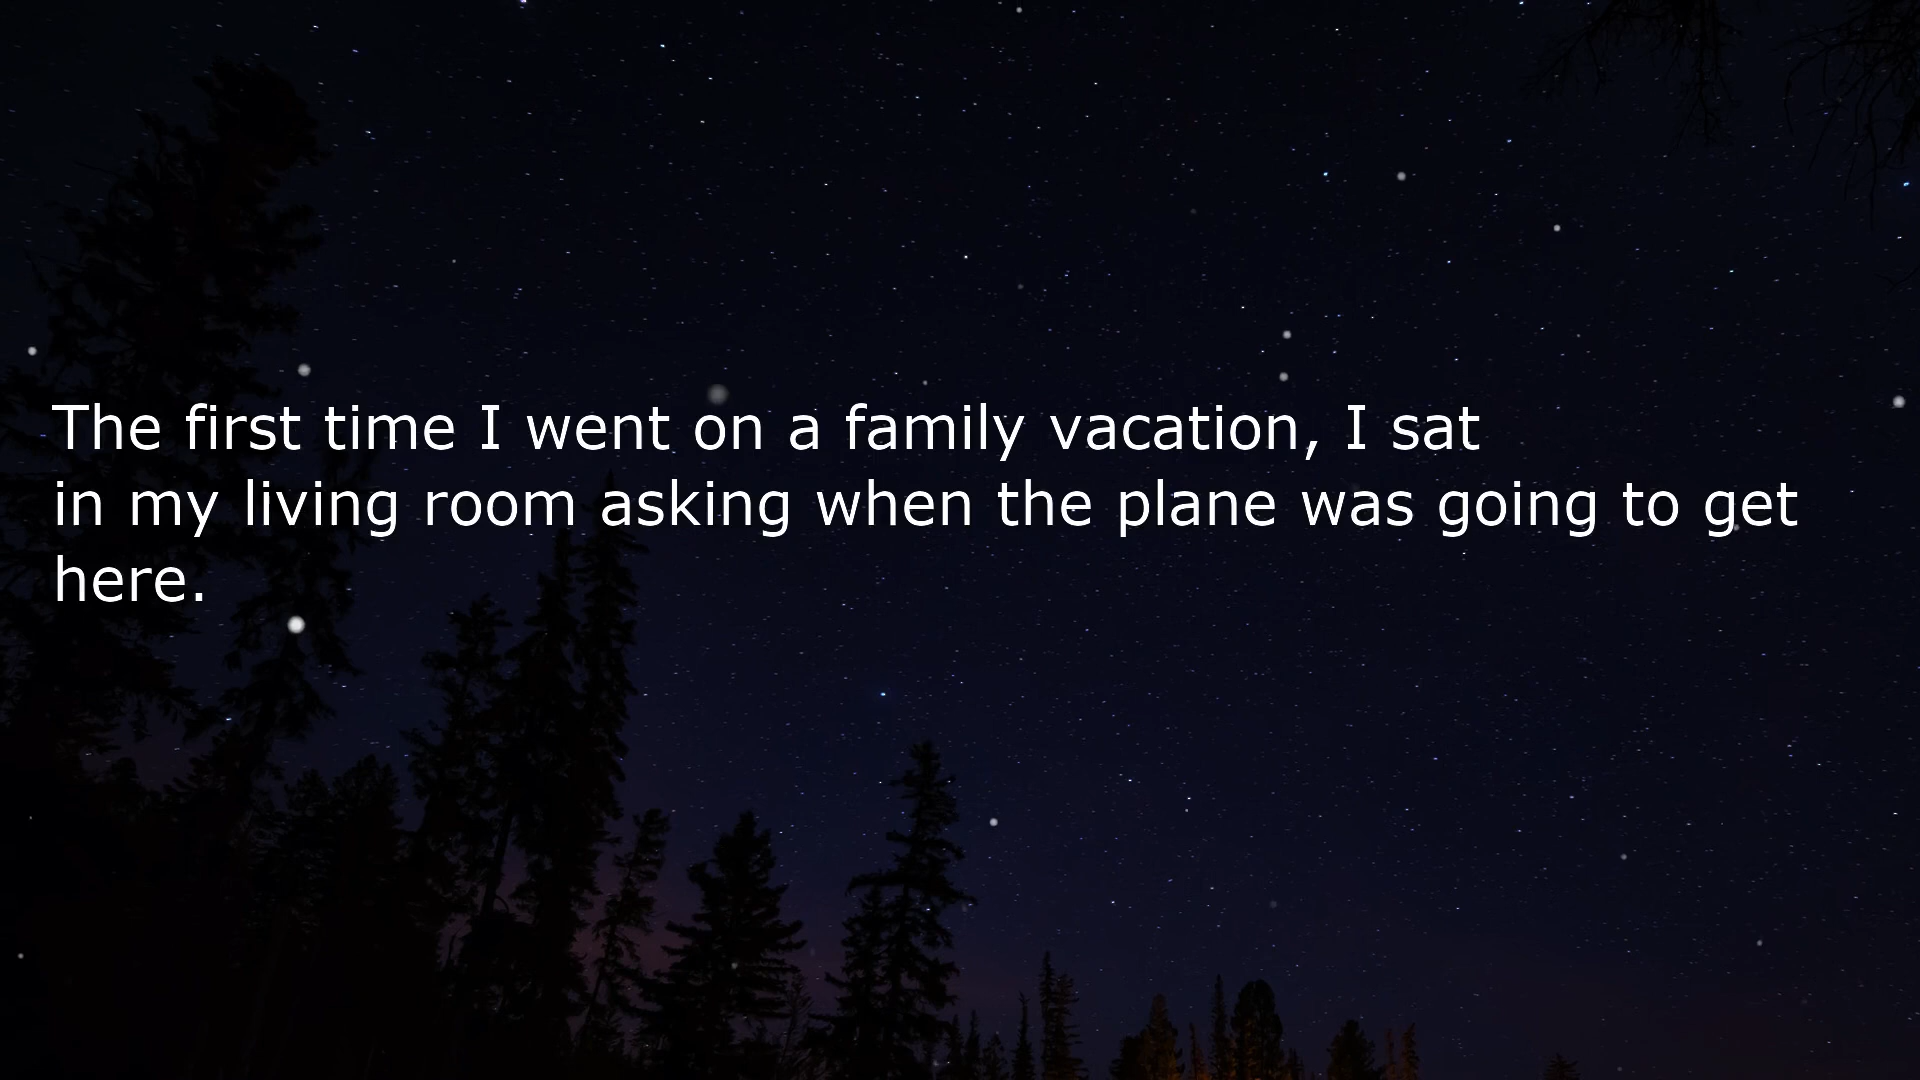 The first time I went on a family vacation, I sat
in my living room asking when the plane was going to get
here.